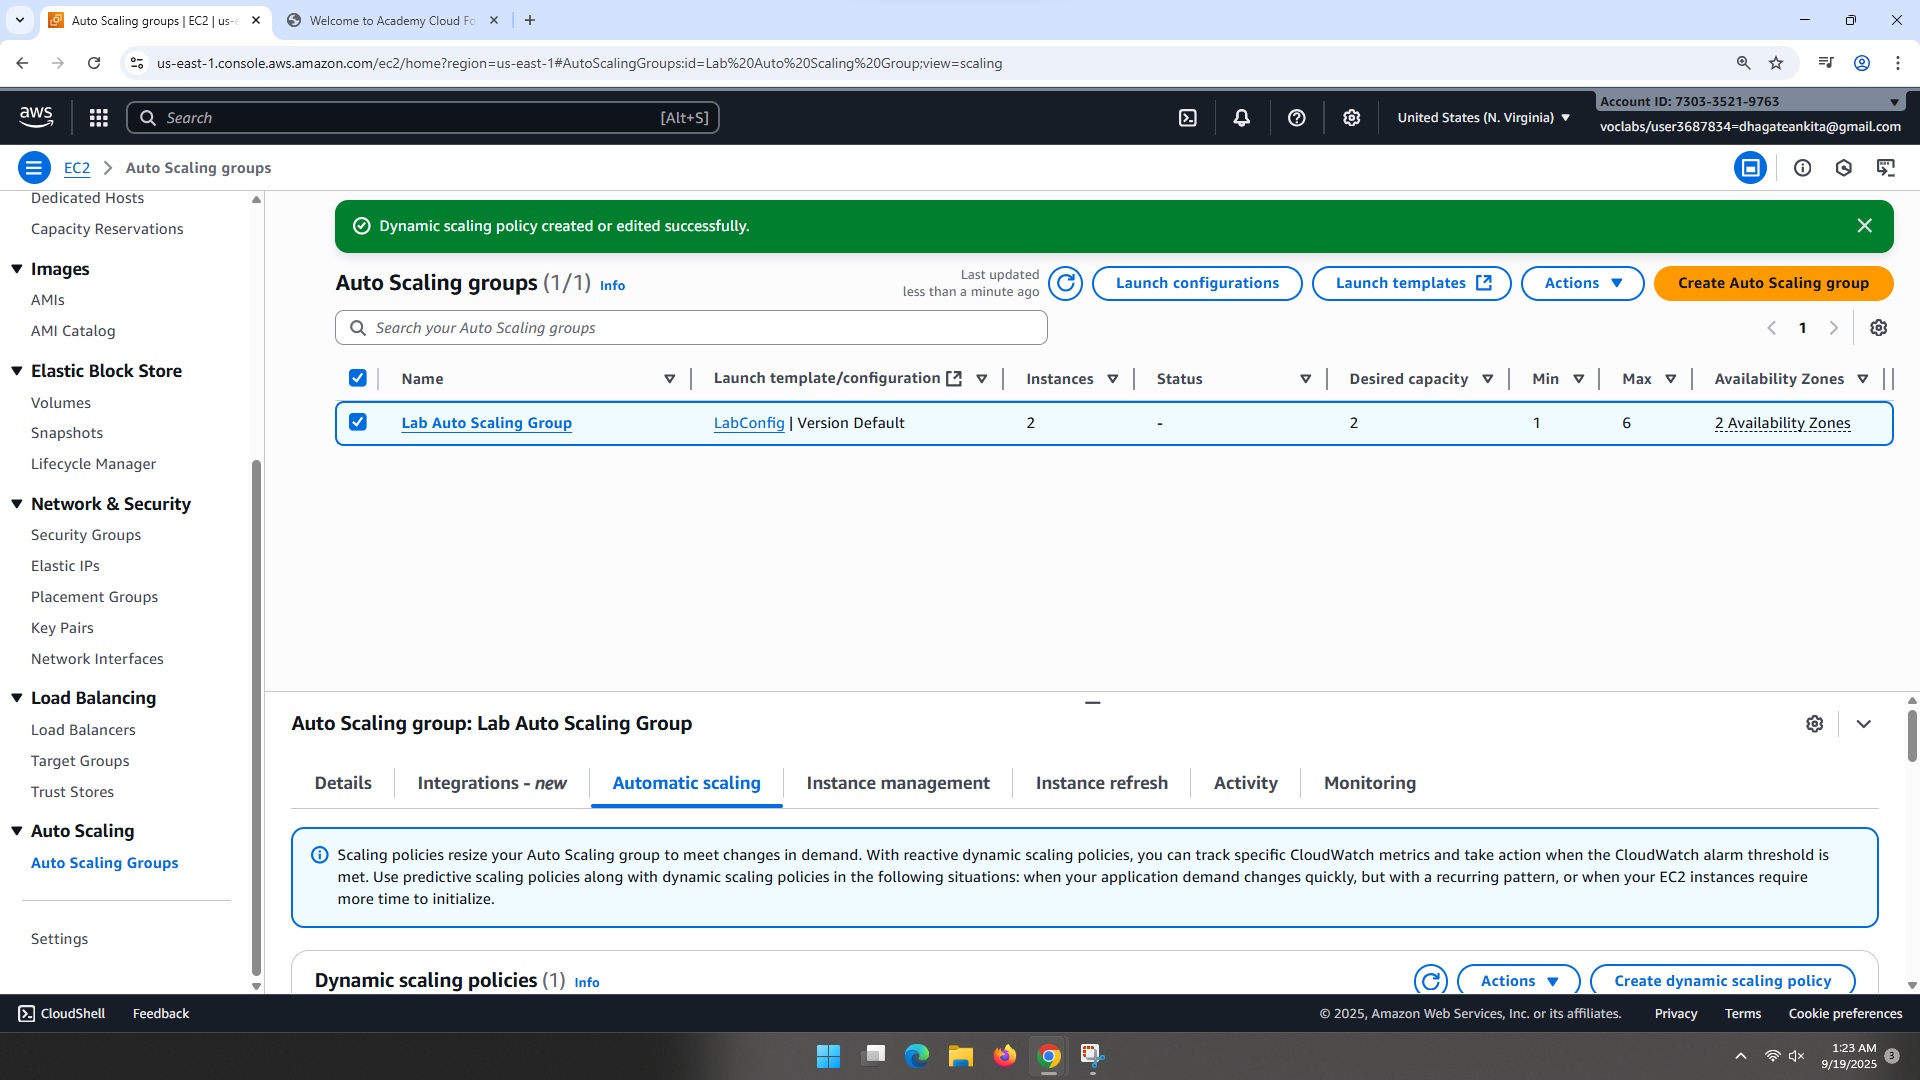 Auto Scaling groups | EC2 | us-e
Welcome to Academy Cloud Fo
us-east-1.console.aws.amazon.com/ec2/home?region=us-east-1#AutoScalingGroups:id=Lab%20Auto%20Scaling%20Group;view=scaling
aws
Search
[Alt+S]
United States (N. Virginia)
Account ID: 7303-3521-9763
voclabs/user3687834=dhagateankita@gmail.com
EC2
Auto Scaling groups
Dedicated Hosts
Capacity Reservations
Images
AMIs
AMI Catalog
Elastic Block Store
Volumes
Snapshots
Lifecycle Manager
Network & Security
Security Groups
Elastic IPs
Placement Groups
Key Pairs
Network Interfaces
Load Balancing
Load Balancers
Target Groups
Trust Stores
Auto Scaling
Auto Scaling Groups
Settings
Dynamic scaling policy created or edited successfully.
Auto Scaling groups (1/1) Info
Last updated
less than a minute ago
Launch configurations
Launch templates
Actions
Create Auto Scaling group
Search your Auto Scaling groups
1
Name Launch template/configuration Instances Status Desired capacity Min Max Availability Zones
Lab Auto Scaling Group LabConfig | Version Default 2 - 2 1 6 2 Availability Zones
Auto Scaling group: Lab Auto Scaling Group
Details Integrations - new Automatic scaling Instance management Instance refresh Activity Monitoring
Scaling policies resize your Auto Scaling group to meet changes in demand. With reactive dynamic scaling policies, you can track specific CloudWatch metrics and take action when the CloudWatch alarm threshold is
met. Use predictive scaling policies along with dynamic scaling policies in the following situations: when your application demand changes quickly, but with a recurring pattern, or when your EC2 instances require
more time to initialize.
Dynamic scaling policies (1) Info
Actions
Create dynamic scaling policy
CloudShell Feedback
© 2025, Amazon Web Services, Inc. or its affiliates. Privacy Terms Cookie preferences
1:23 AM
9/19/2025
3